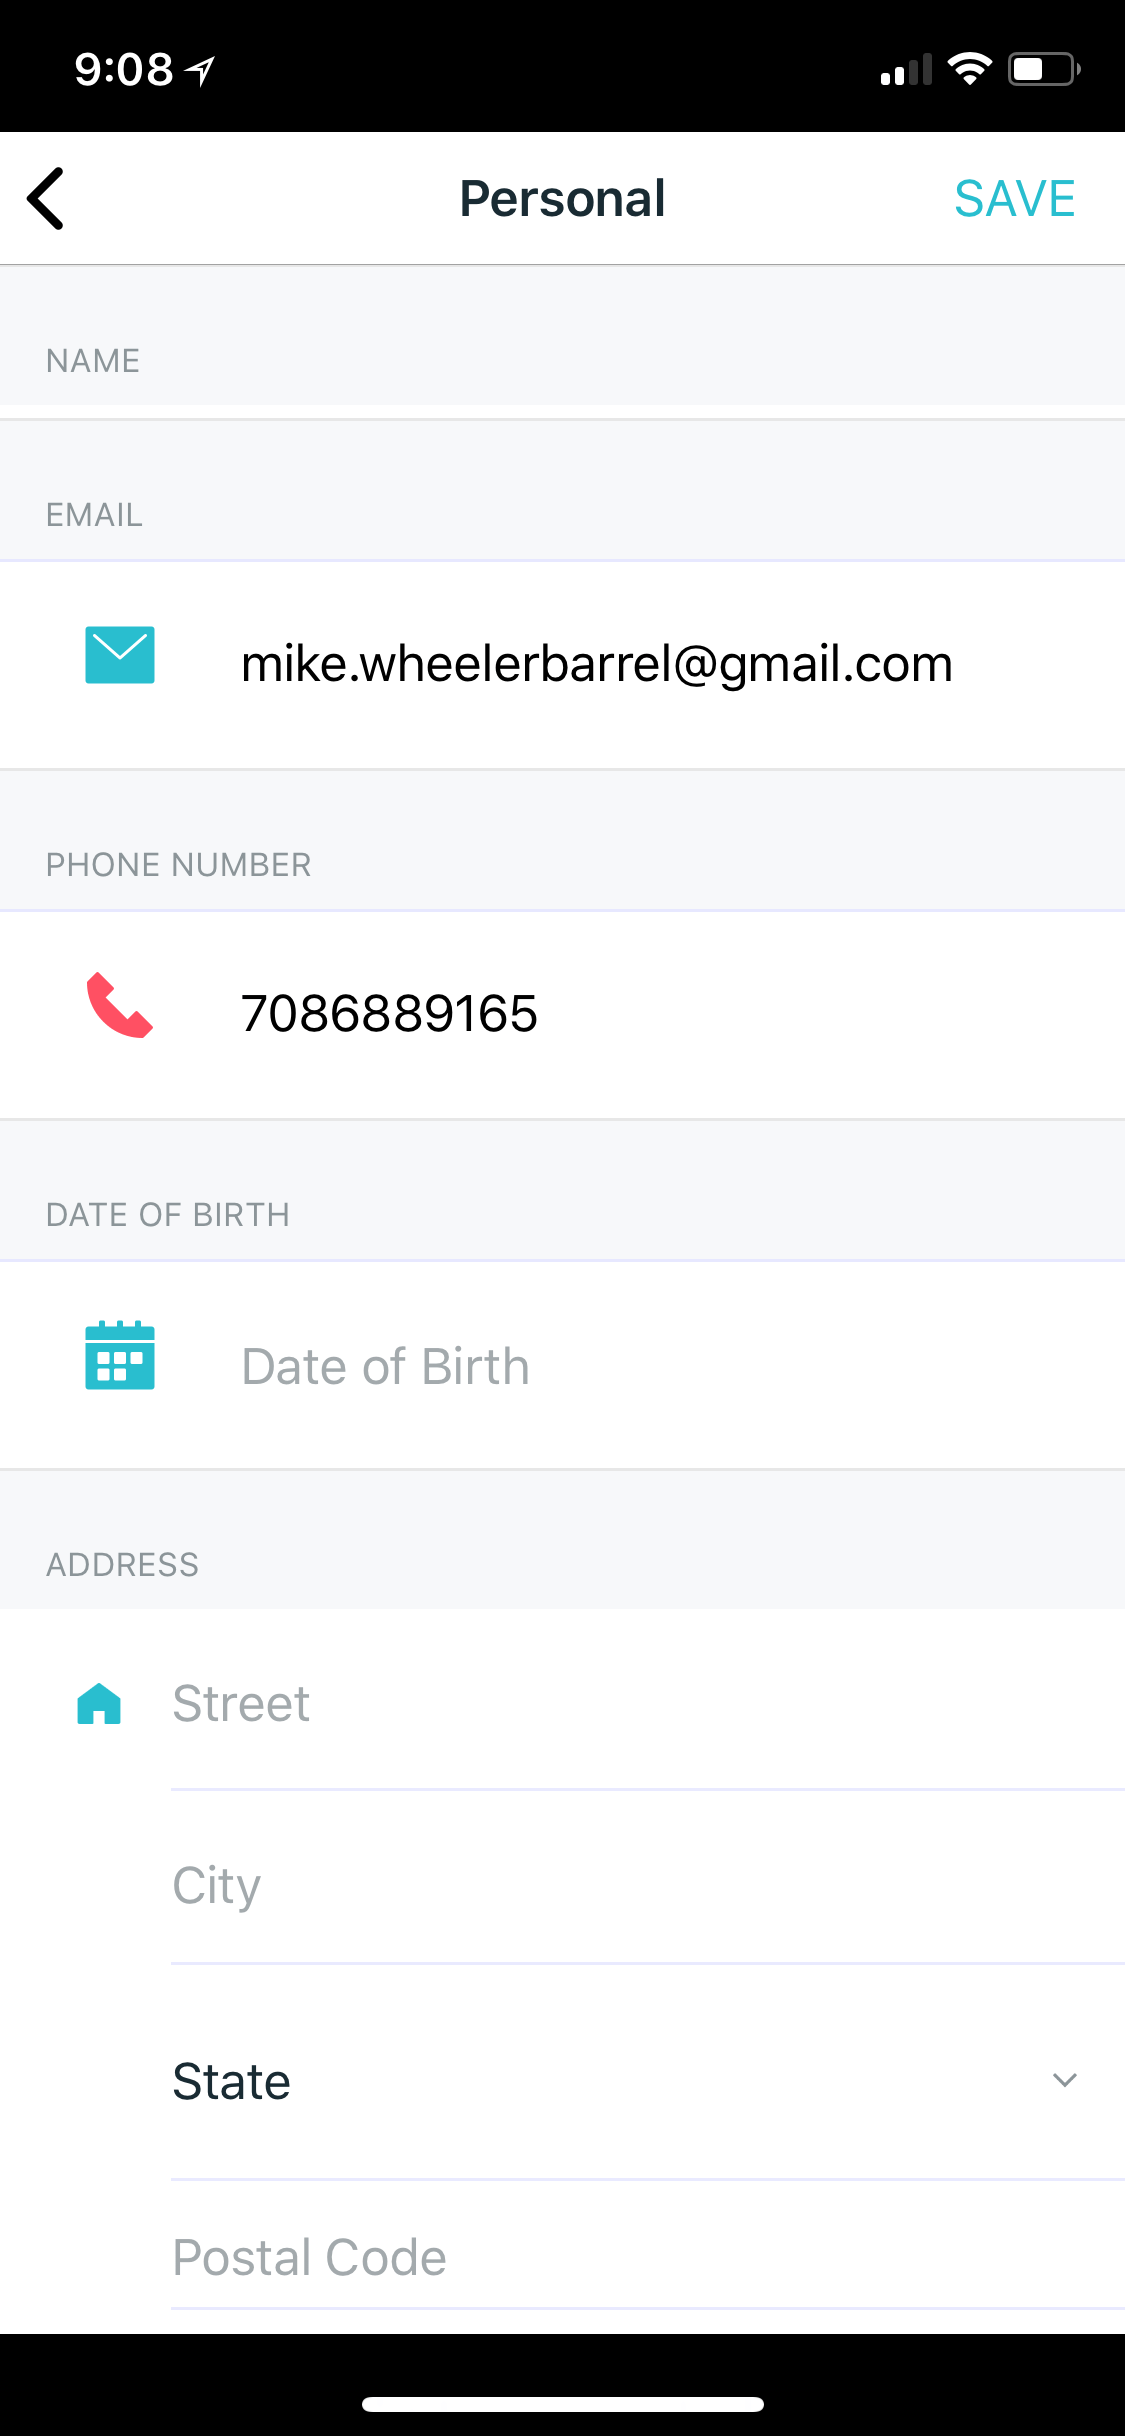 9:08
Personal
SAVE
NAME
EMAIL
mike.wheelerbarrel@gmail.com
PHONE NUMBER
7086889165
DATE OF BIRTH
Date of Birth
ADDRESS
Street
City
State
Postal Code